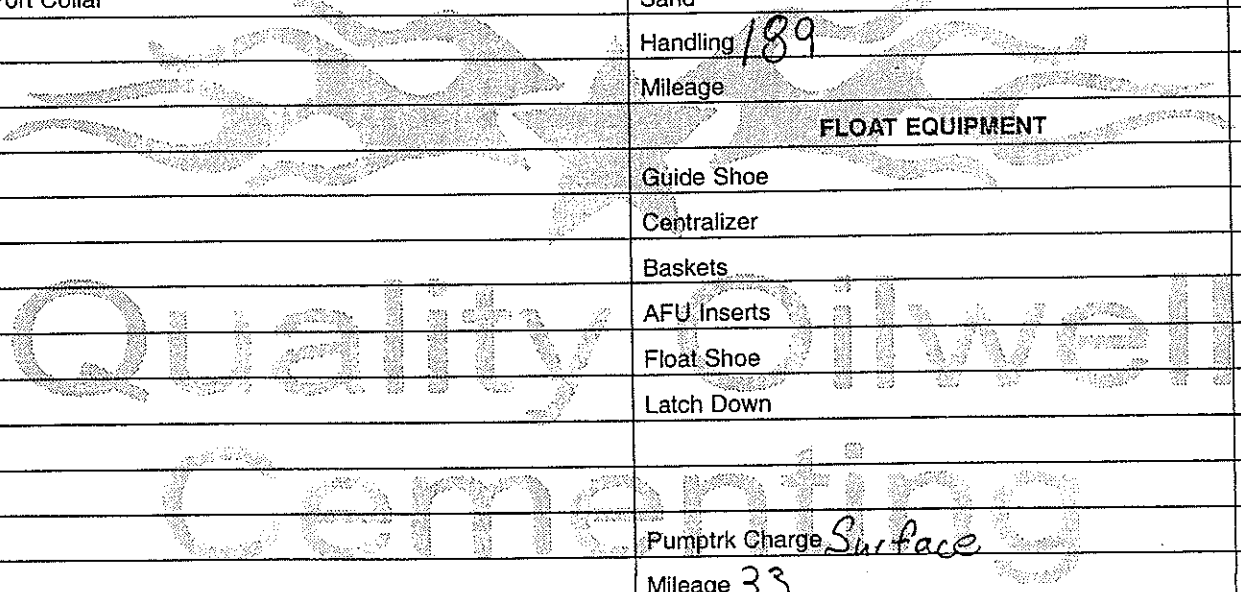 Port Collar
Sand
Handling 189
Mileage
FLOAT EQUIPMENT
Guide Shoe
Centralizer
Baskets
AFU Inserts
Float Shoe
Latch Down
Quality Oilwell
Cementing
Pumptrk Charge Surface
Mileage 33